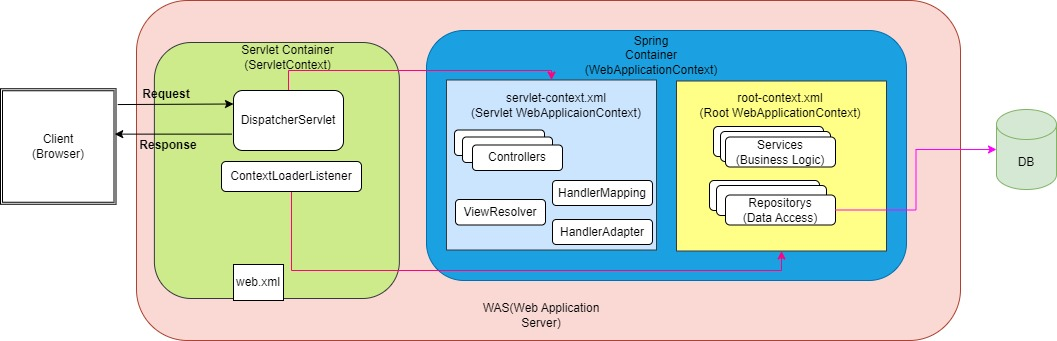 Client
(Browser)
Request
Response
Servlet Container
(ServletContext)
DispatcherServlet
ContextLoaderListener
web.xml
Spring
Container
(WebApplicationContext)
servlet-context.xml
(Servlet WebApplicaionContext)
Controllers
HandlerMapping
ViewResolver
HandlerAdapter
root-context.xml
(Root WebApplicationContext)
Services
(Business Logic)
Repositorys
(Data Access)
DB
WAS(Web Application
Server)